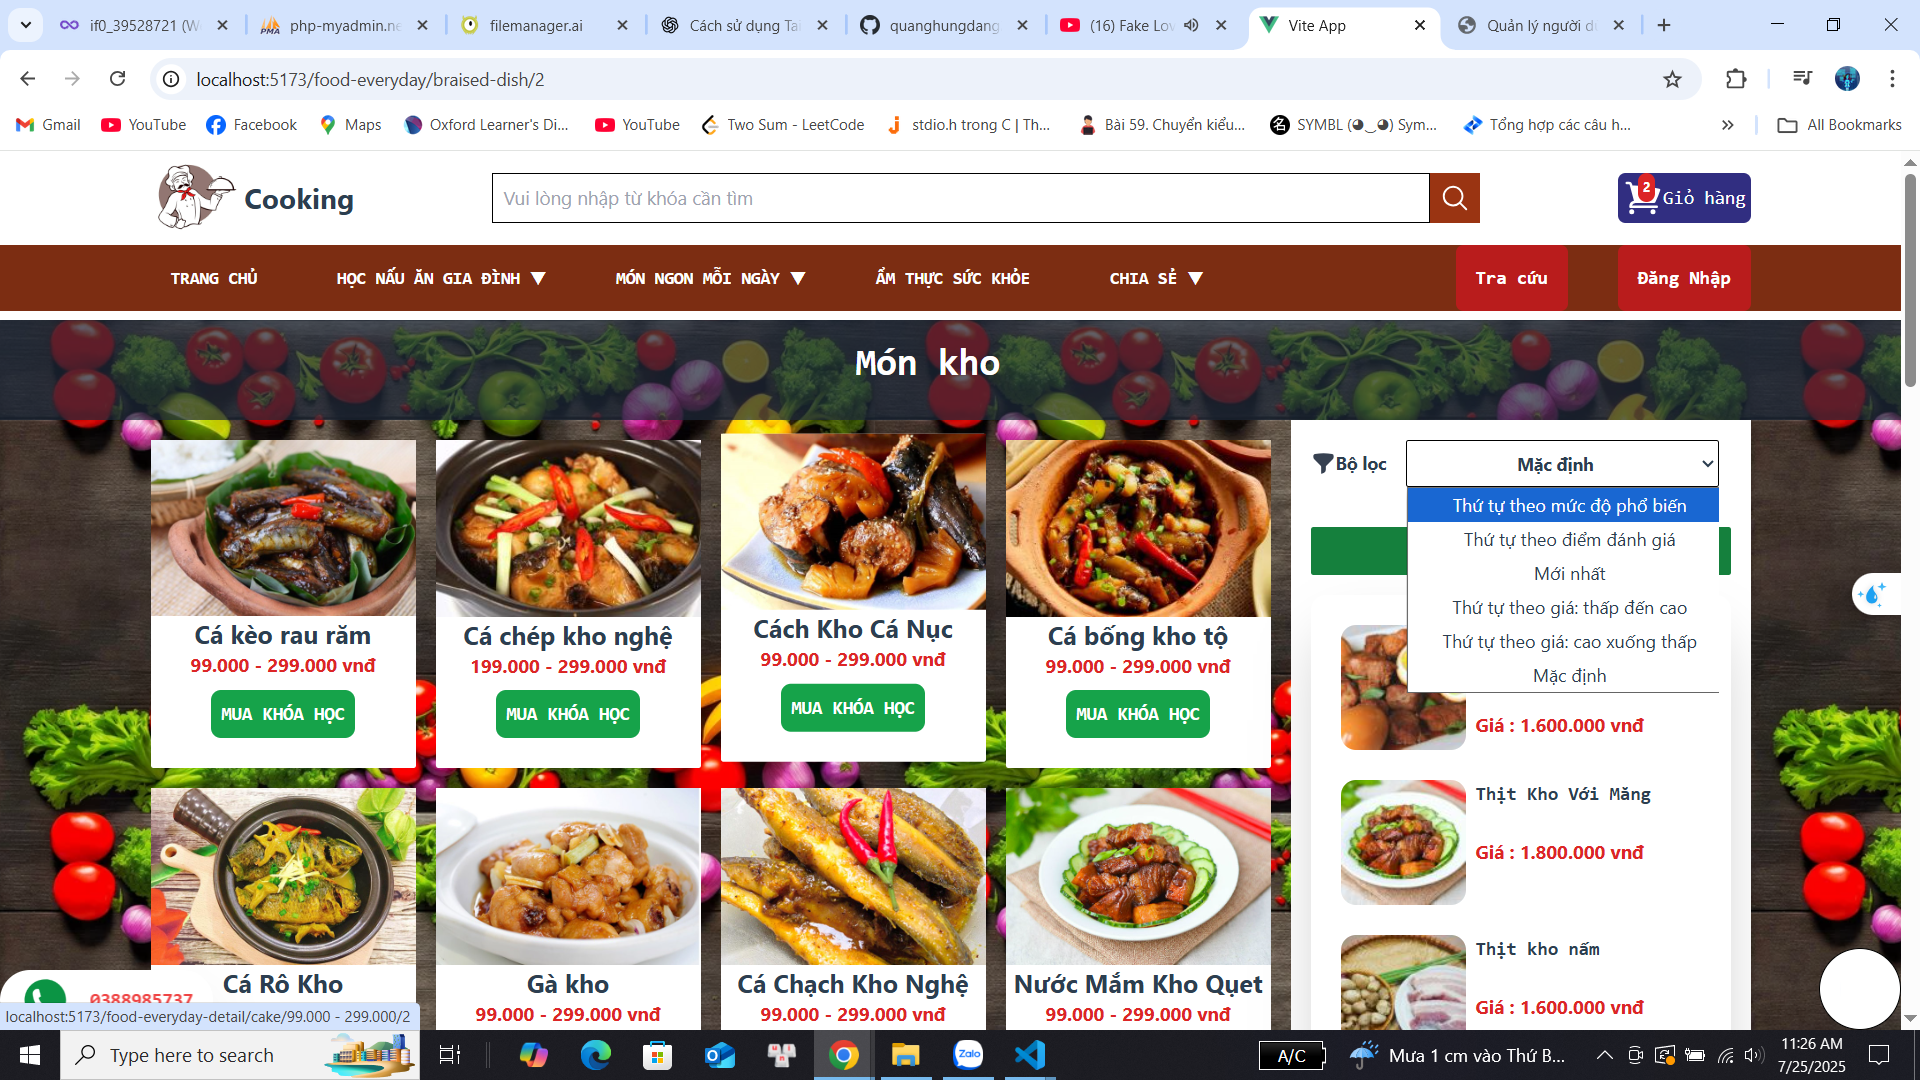 if0_39528721 (W
php-myadmin.ne
filemanager.ai
Cách sử dụng Tai
quanghungdang
(16) Fake Lov
Vite App
Quản lý người d
localhost:5173/food-everyday/braised-dish/2
Gmail
YouTube
Facebook
Maps
Oxford Learner's Di...
YouTube
Two Sum - LeetCode
stdio.h trong C | Th...
Bài 59. Chuyển kiểu...
SYMBL (◕‿◕) Sym...
Tổng hợp các câu h...
All Bookmarks
Cooking
Vui lòng nhập từ khóa cần tìm
2
Giỏ hàng
TRANG CHỦ
HỌC NẤU ĂN GIA ĐÌNH ▼
MÓN NGON MỖI NGÀY ▼
ẨM THỰC SỨC KHỎE
CHIA SẺ ▼
Tra cứu
Đăng Nhập
Món kho
Cá kèo rau răm
99.000 - 299.000 vnđ
MUA KHÓA HỌC
Cá chép kho nghệ
199.000 - 299.000 vnđ
MUA KHÓA HỌC
Cách Kho Cá Nục
99.000 - 299.000 vnđ
MUA KHÓA HỌC
Cá bống kho tộ
99.000 - 299.000 vnđ
MUA KHÓA HỌC
Bộ lọc
Mặc định
Thứ tự theo mức độ phổ biến
Thứ tự theo điểm đánh giá
Mới nhất
Thứ tự theo giá: thấp đến cao
Thứ tự theo giá: cao xuống thấp
Mặc định
Giá : 1.600.000 vnđ
Thịt Kho Với Măng
Giá : 1.800.000 vnđ
Thịt kho nấm
Giá : 1.600.000 vnđ
Cá Rô Kho
Gà kho
99.000 - 299.000 vnđ
Cá Chạch Kho Nghệ
99.000 - 299.000 vnđ
Nước Mắm Kho Quẹt
99.000 - 299.000 vnđ
0388985737
localhost:5173/food-everyday-detail/cake/99.000 - 299.000/2
Type here to search
Zalo
A/C
Mưa 1 cm vào Thứ B...
11:26 AM
7/25/2025